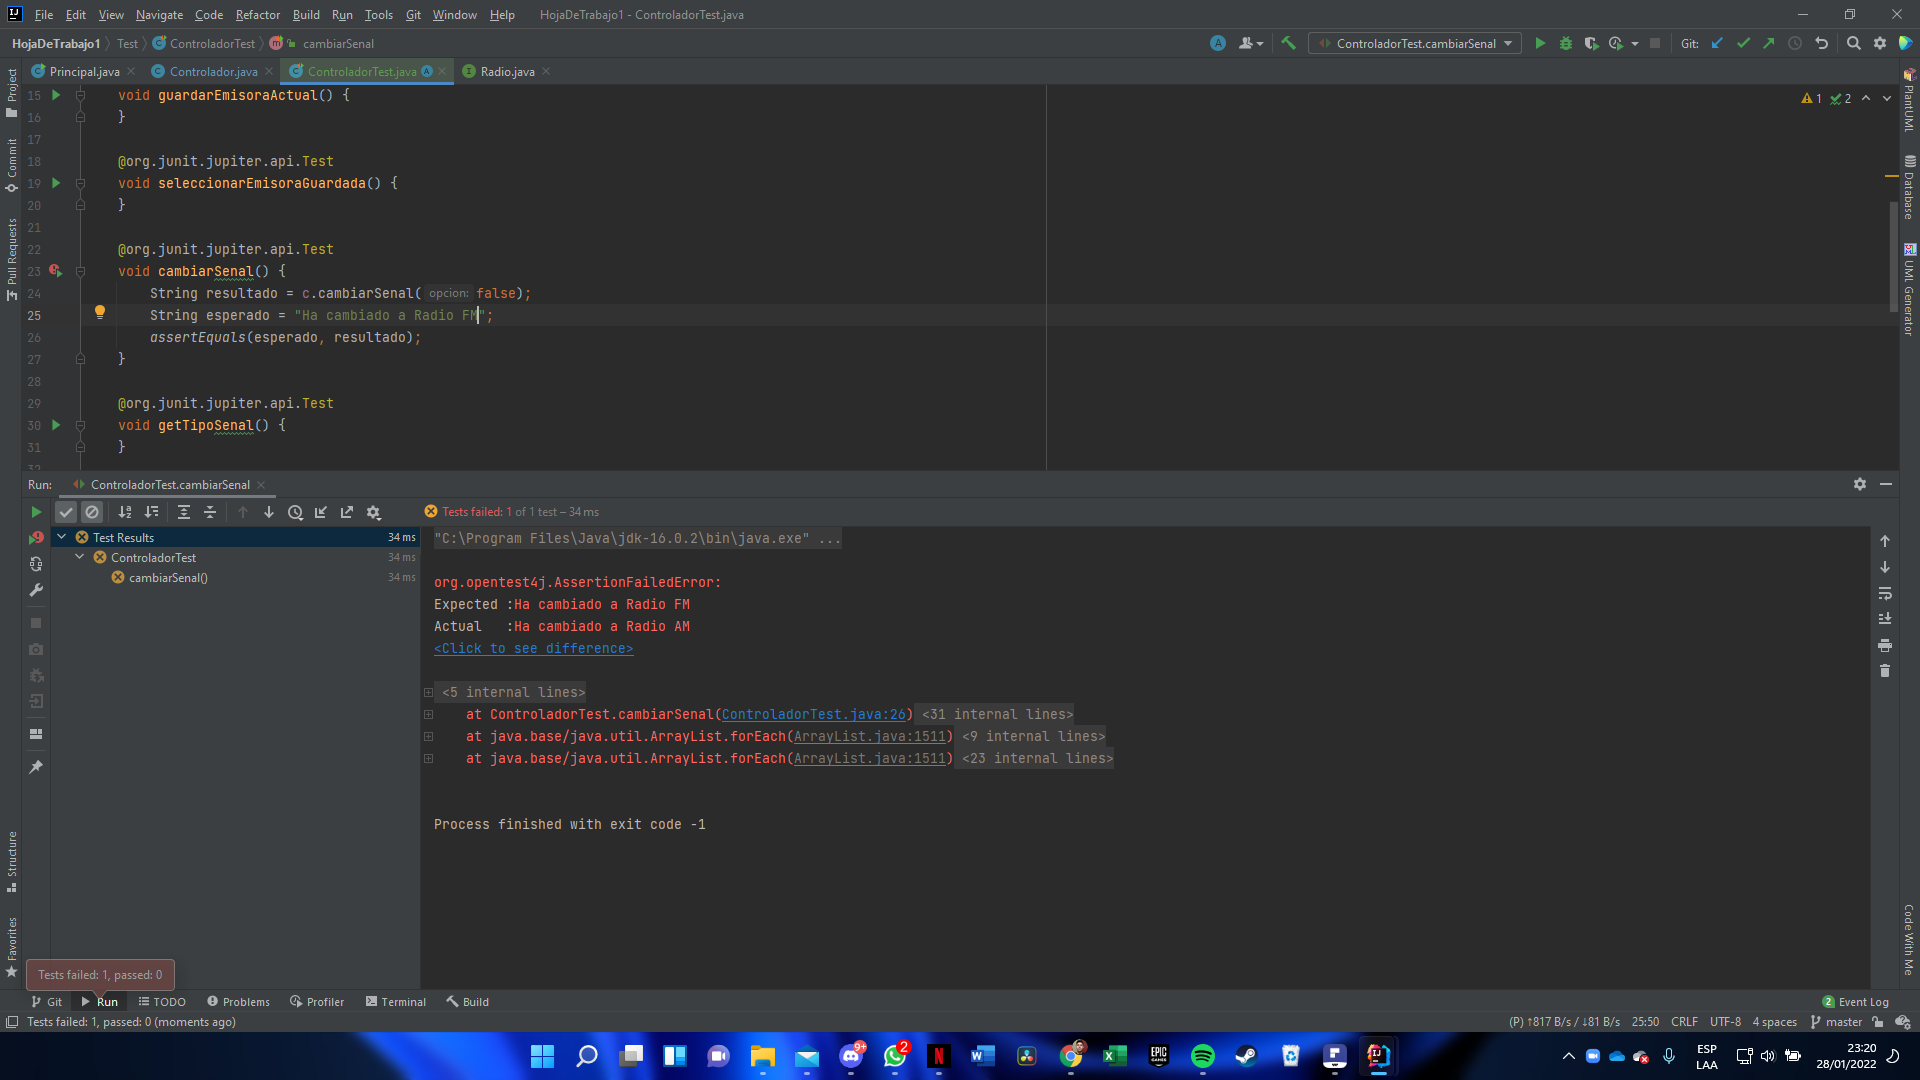 File Edit View Navigate Code Refactor Build Run Tools Git Window Help HojaDeTrabajo1 - ControladorTest.java
HojaDeTrabajo1 Test ControladorTest cambiarSenal ControladorTest.cambiarSenal Git:
Principal.java Controlador.java ControladorTest.java Radio.java
Project
Commit
Pull Requests
Structure
Favorites
15 void guardarEmisoraActual() {
16 }
17
18 @org.junit.jupiter.api.Test
19 void seleccionarEmisoraGuardada() {
20 }
21
22 @org.junit.jupiter.api.Test
23 void cambiarSenal() {
24 String resultado = c.cambiarSenal( opcion: false);
25 String esperado = "Ha cambiado a Radio FM";
26 assertEquals(esperado, resultado);
27 }
28
29 @org.junit.jupiter.api.Test
30 void getTipoSenal() {
31 }
32
1 2
PlantUML
Database
UML Generator
Code With Me
Run: ControladorTest.cambiarSenal
Tests failed: 1 of 1 test – 34 ms
Test Results 34 ms
ControladorTest 34 ms
cambiarSenal() 34 ms
"C:\Program Files\Java\jdk-16.0.2\bin\java.exe" ...
org.opentest4j.AssertionFailedError:
Expected :Ha cambiado a Radio FM
Actual :Ha cambiado a Radio AM
<Click to see difference>
<5 internal lines>
at ControladorTest.cambiarSenal(ControladorTest.java:26) <31 internal lines>
at java.base/java.util.ArrayList.forEach(ArrayList.java:1511) <9 internal lines>
at java.base/java.util.ArrayList.forEach(ArrayList.java:1511) <23 internal lines>
Process finished with exit code -1
Tests failed: 1, passed: 0
Git Run TODO Problems Profiler Terminal Build 2 Event Log
Tests failed: 1, passed: 0 (moments ago) (P) ↑817 B/s / ↓81 B/s 25:50 CRLF UTF-8 4 spaces master
9+ 2 N W EPIC GAMES IJ
ESP
LAA
23:20
28/01/2022